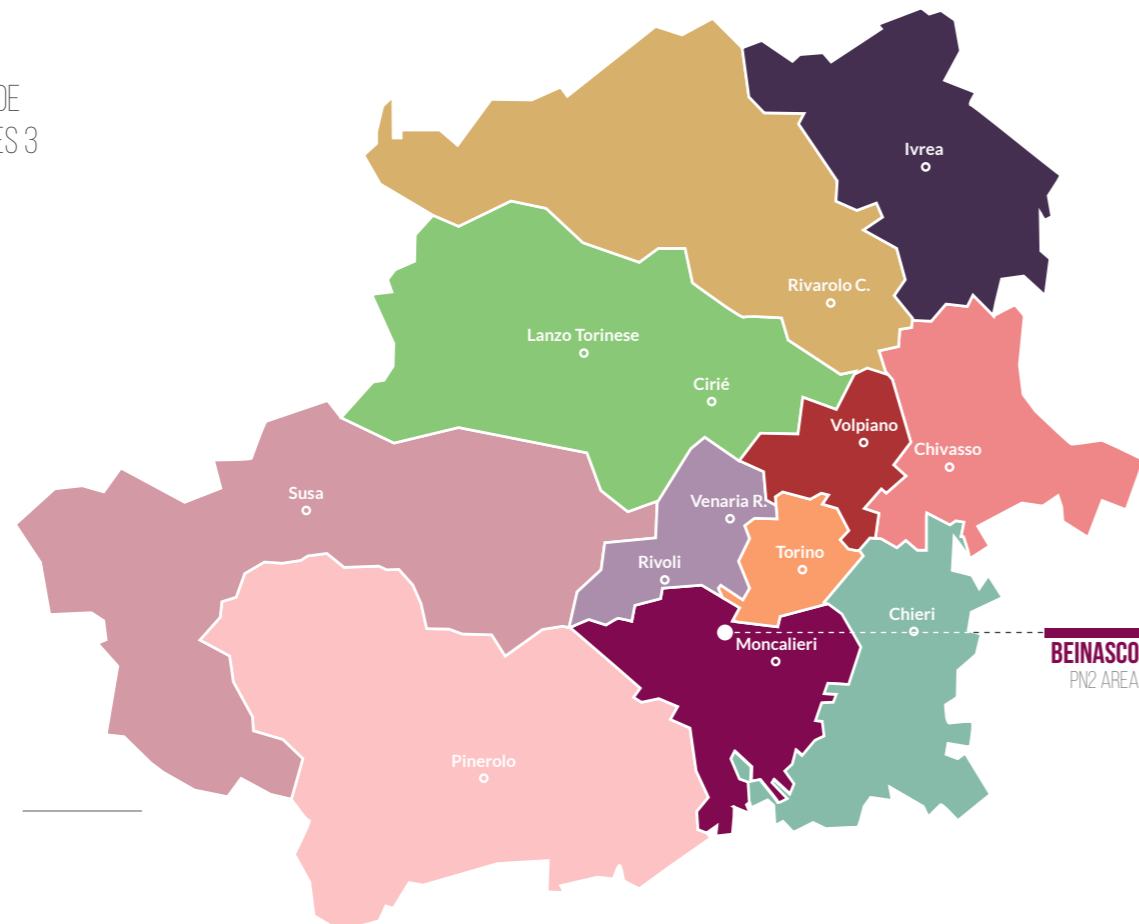 DE
ES 3
Ivrea
Rivarolo C.
Lanzo Torinese
Cirié
Volpiano
Chivasso
Susa
Venaria R.
Torino
Rivoli
Chieri
Moncalieri
BEINASCO
PN2 AREA
Pinerolo